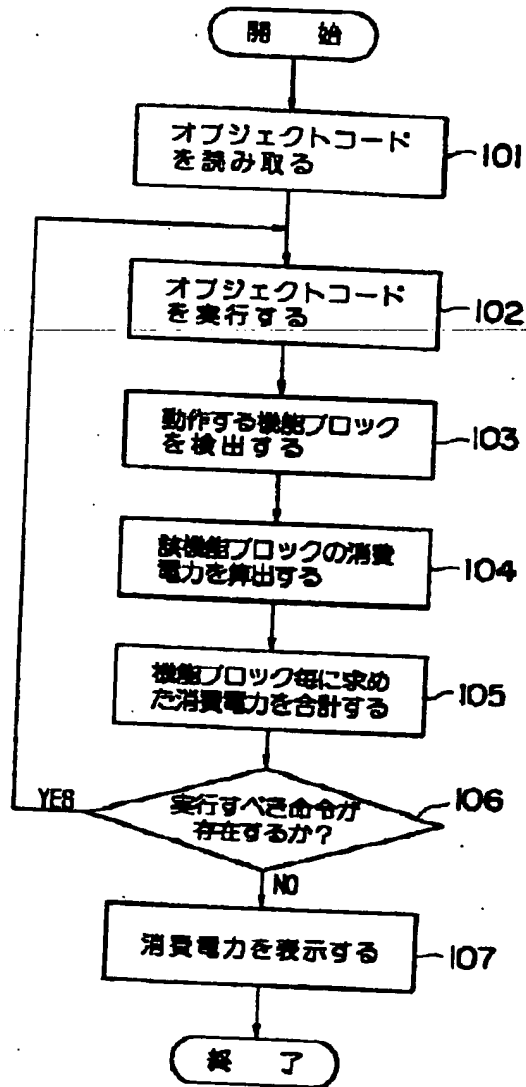 開 始
オブジェクトコード
を読み取る
101
オブジェクトコード
を実行する
102
動作する機能ブロック
を検出する
103
該機能ブロックの消費
電力を算出する
104
機能ブロック毎に求め
た消費電力を合計する
105
実行すべき命令が
存在するか?
106
YES
NO
消費電力を表示する
107
終 了